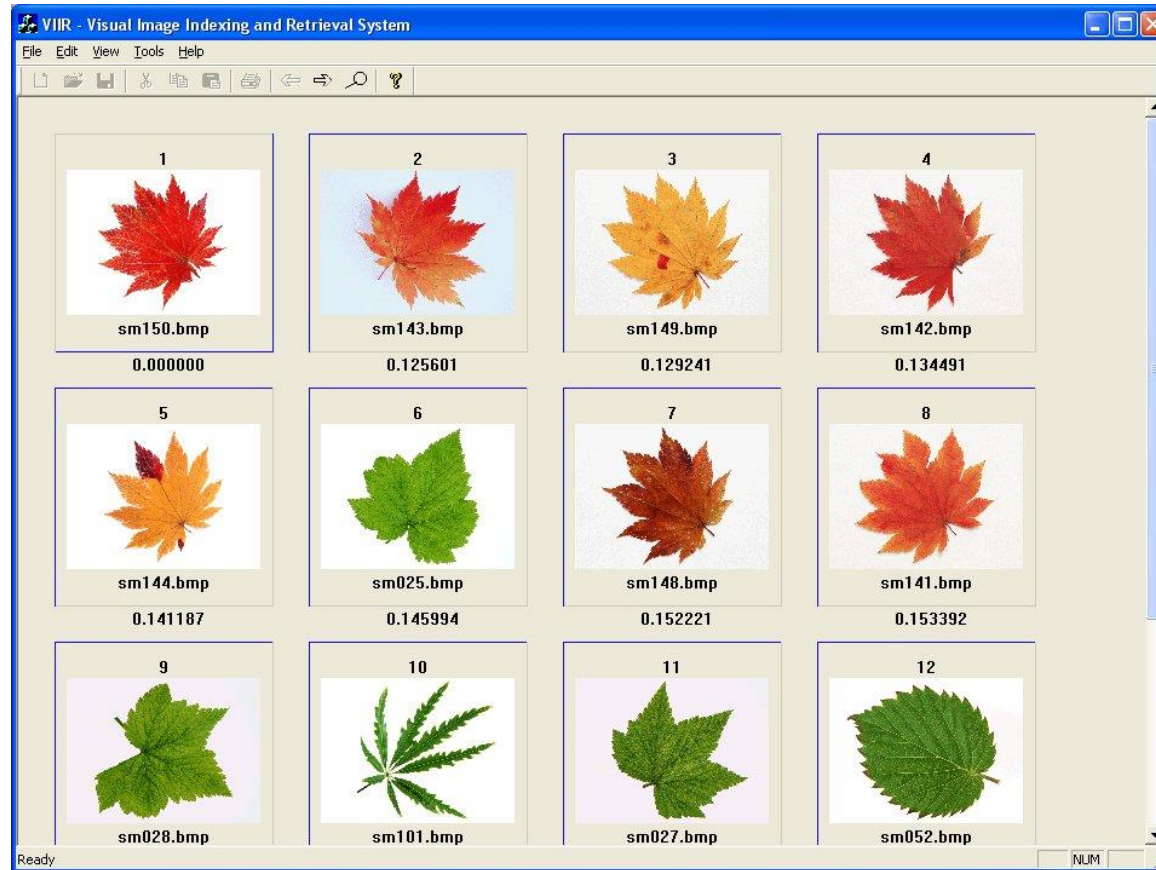 VIIR - Visual Image Indexing and Retrieval System
File Edit View Tools Help
1 2 3 4
sm150.bmp sm143.bmp sm149.bmp sm142.bmp
0.000000 0.125601 0.129241 0.134491
5 6 7 8
sm144.bmp sm025.bmp sm148.bmp sm141.bmp
0.141187 0.145994 0.152221 0.153392
9 10 11 12
sm028.bmp sm101.bmp sm027.bmp sm052.bmp
Ready NUM